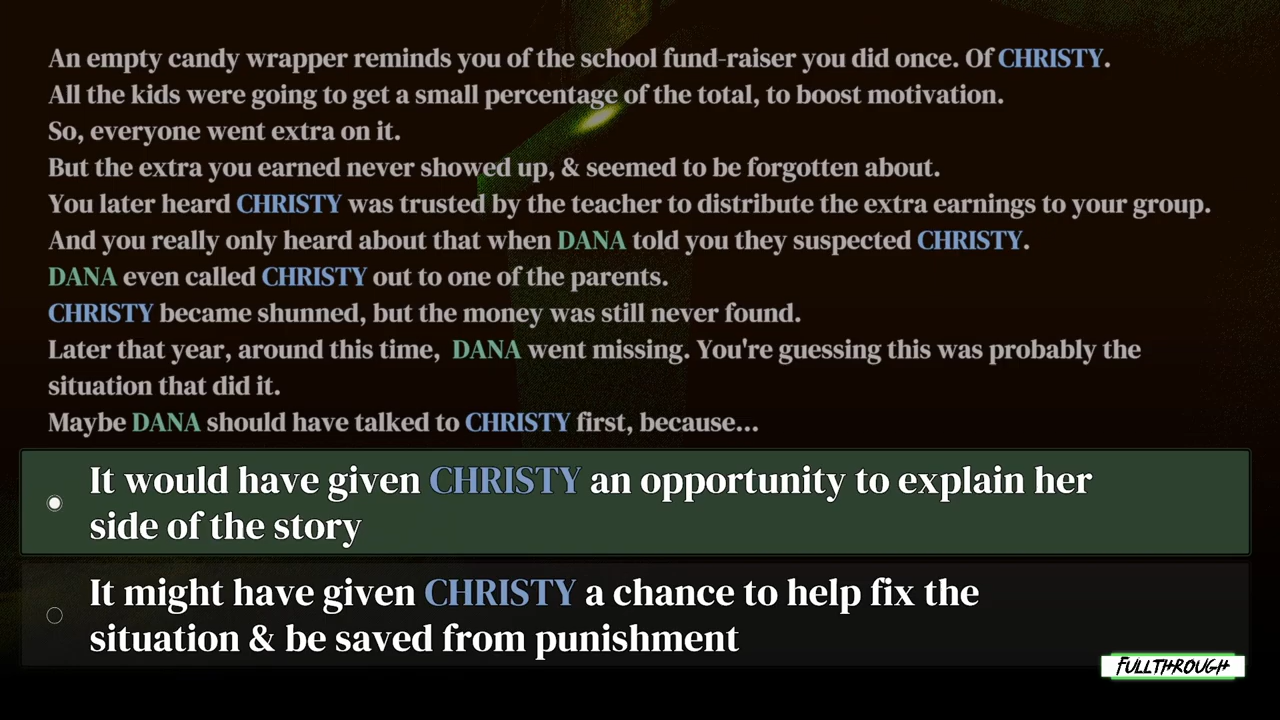 An empty candy wrapper reminds you of the school fund-raiser you did once. Of CHRISTY.
All the kids were going to get a small percentage of the total, to boost motivation.
So, everyone went extra on it.
But the extra you earned never showed up, & seemed to be forgotten about.
You later heard CHRISTY was trusted by the teacher to distribute the extra earnings to your group.
And you really only heard about that when DANA told you they suspected CHRISTY.
DANA even called CHRISTY out to one of the parents.
CHRISTY became shunned, but the money was still never found.
Later that year, around this time, DANA went missing. You're guessing this was probably the
situation that did it.
Maybe DANA should have talked to CHRISTY first, because...
It would have given CHRISTY an opportunity to explain her
side of the story
It might have given CHRISTY a chance to help fix the
situation & be saved from punishment
FULLTHROUGH